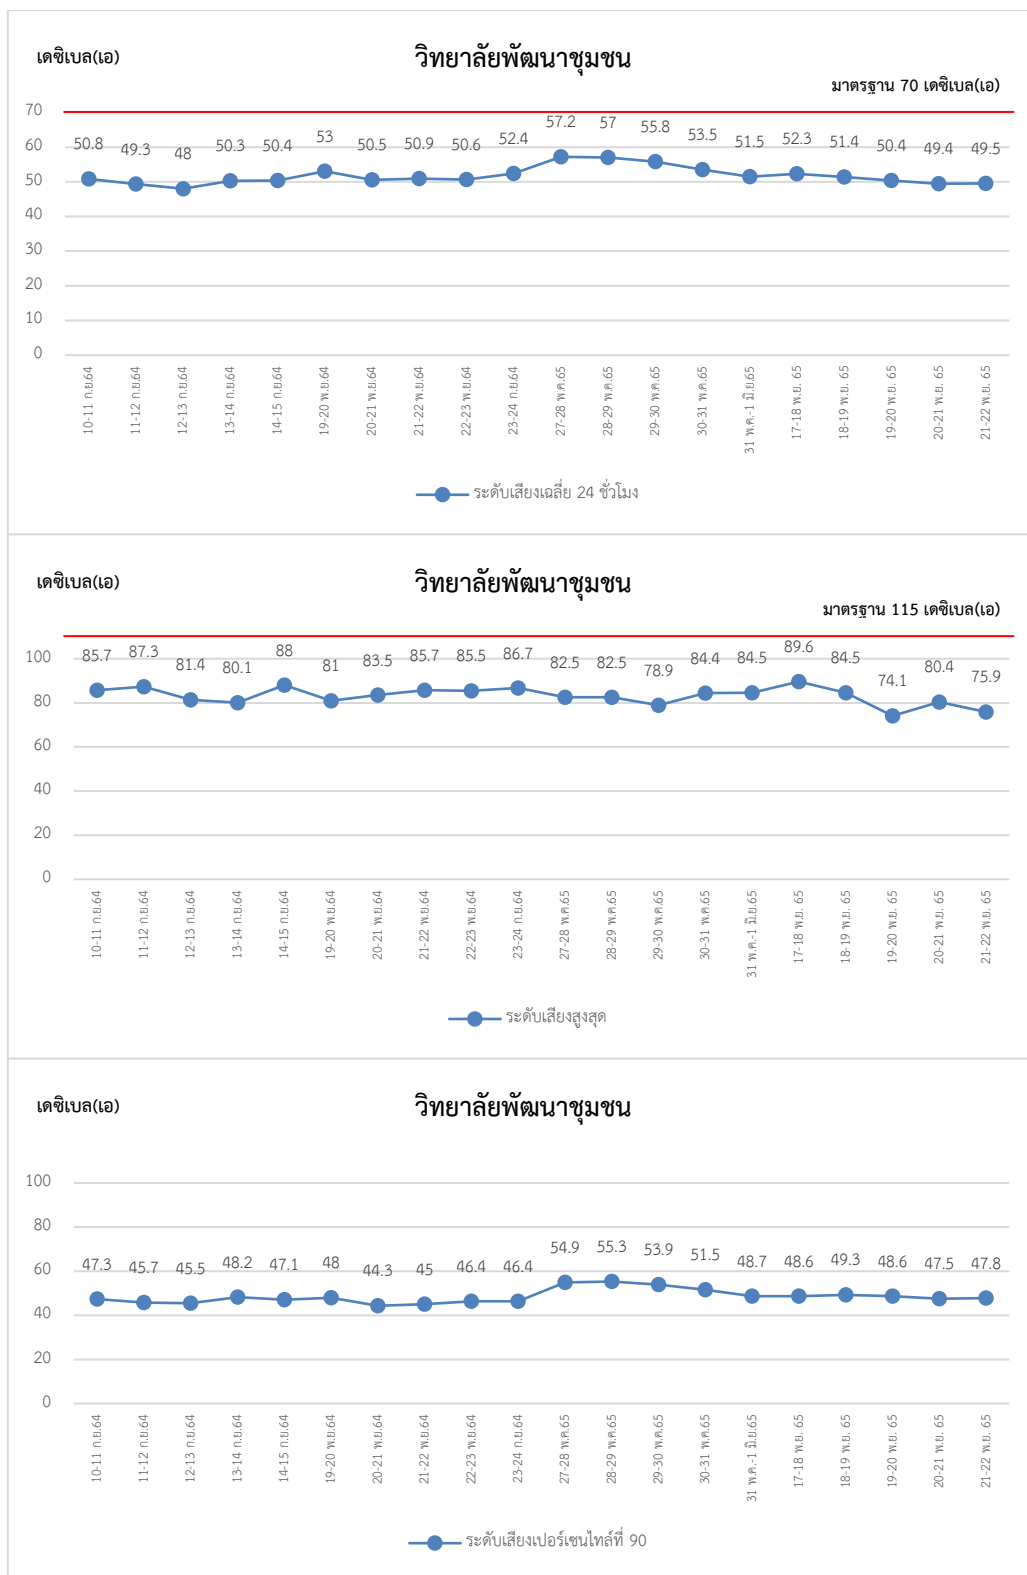 เดซิเบล(เอ)
วิทยาลัยพัฒนาชุมชน
มาตรฐาน 70 เดซิเบล(เอ)
70
60
50
40
30
20
10
0
50.8 49.3 48 50.3 50.4 53 50.5 50.9 50.6 52.4 57.2 57 55.8 53.5 51.5 52.3 51.4 50.4 49.4 49.5
10-11 ก.ย.64
11-12 ก.ย.64
12-13 ก.ย.64
13-14 ก.ย.64
14-15 ก.ย.64
19-20 พ.ย.64
20-21 พ.ย.64
21-22 พ.ย.64
22-23 พ.ย.64
23-24 ก.ย.64
27-28 พ.ค.65
28-29 พ.ค.65
29-30 พ.ค.65
30-31 พ.ค.65
31 พ.ค.-1 มิ.ย.65
17-18 พ.ย. 65
18-19 พ.ย. 65
19-20 พ.ย. 65
20-21 พ.ย. 65
21-22 พ.ย. 65
ระดับเสียงเฉลี่ย 24 ชั่วโมง
เดซิเบล(เอ)
วิทยาลัยพัฒนาชุมชน
มาตรฐาน 115 เดซิเบล(เอ)
100
80
60
40
20
0
85.7 87.3 81.4 80.1 88 81 83.5 85.7 85.5 86.7 82.5 82.5 78.9 84.4 84.5 89.6 84.5 74.1 80.4 75.9
10-11 ก.ย.64
11-12 ก.ย.64
12-13 ก.ย.64
13-14 ก.ย.64
14-15 ก.ย.64
19-20 พ.ย.64
20-21 พ.ย.64
21-22 พ.ย.64
22-23 พ.ย.64
23-24 ก.ย.64
27-28 พ.ค.65
28-29 พ.ค.65
29-30 พ.ค.65
30-31 พ.ค.65
31 พ.ค.-1 มิ.ย.65
17-18 พ.ย. 65
18-19 พ.ย. 65
19-20 พ.ย. 65
20-21 พ.ย. 65
21-22 พ.ย. 65
ระดับเสียงสูงสุด
เดซิเบล(เอ)
วิทยาลัยพัฒนาชุมชน
100
80
60
40
20
0
47.3 45.7 45.5 48.2 47.1 48 44.3 45 46.4 46.4 54.9 55.3 53.9 51.5 48.7 48.6 49.3 48.6 47.5 47.8
10-11 ก.ย.64
11-12 ก.ย.64
12-13 ก.ย.64
13-14 ก.ย.64
14-15 ก.ย.64
19-20 พ.ย.64
20-21 พ.ย.64
21-22 พ.ย.64
22-23 พ.ย.64
23-24 ก.ย.64
27-28 พ.ค.65
28-29 พ.ค.65
29-30 พ.ค.65
30-31 พ.ค.65
31 พ.ค.-1 มิ.ย.65
17-18 พ.ย. 65
18-19 พ.ย. 65
19-20 พ.ย. 65
20-21 พ.ย. 65
21-22 พ.ย. 65
ระดับเสียงเปอร์เซนไทล์ที่ 90